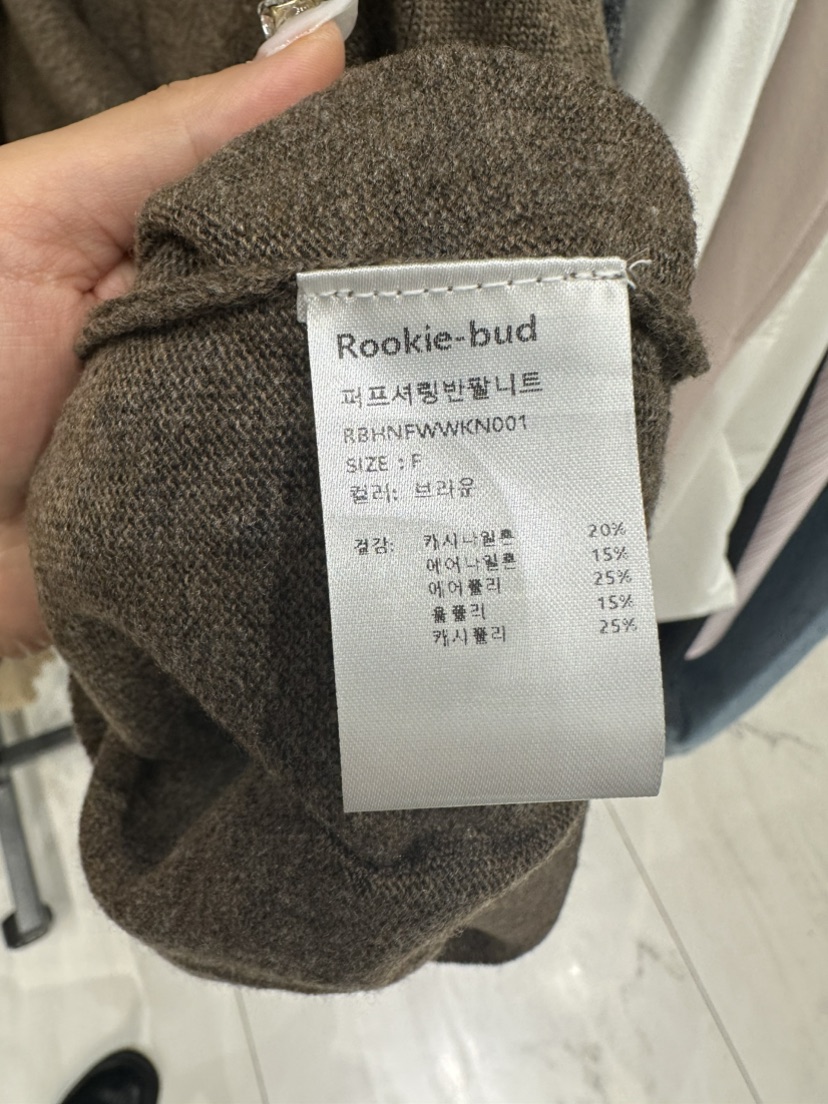 Rookie-bud
퍼프셔링반팔니트
RBHNFWWKN001
SIZE : F
컬러: 브라운
겉감: 캐시나일론 20%
에어나일론 15%
에어폴리 25%
울폴리 15%
캐시폴리 25%